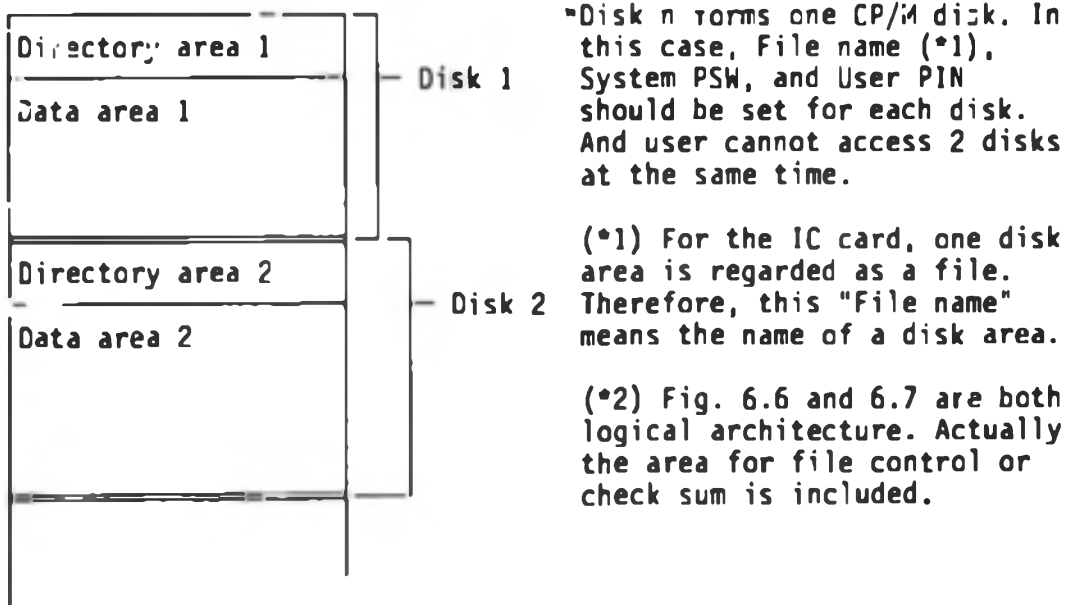 Directory area 1
Data area 1
Disk 1
Directory area 2
Data area 2
Disk 2
*Disk n forms one CP/M disk. In
this case, File name (*1),
System PSW, and User PIN
should be set for each disk.
And user cannot access 2 disks
at the same time.
(*1) For the IC card, one disk
area is regarded as a file.
Therefore, this "File name"
means the name of a disk area.
(*2) Fig. 6.6 and 6.7 are both
logical architecture. Actually
the area for file control or
check sum is included.